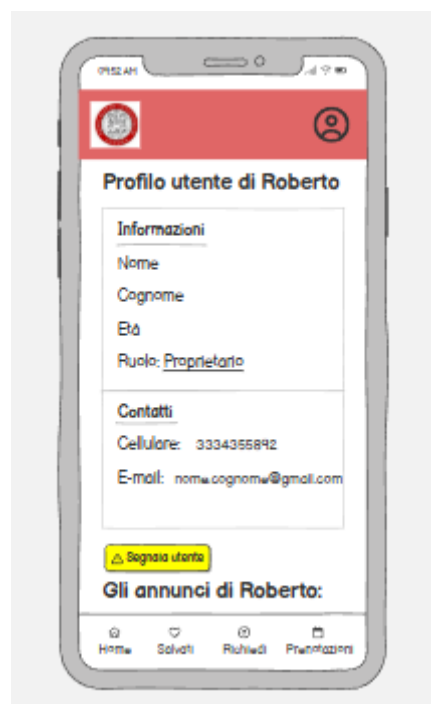 09:52 AM
Profilo utente di Roberto
Informazioni
Nome
Cognome
Età
Ruolo: Proprietario
Contatti
Cellulare: 3334355892
E-mail: nome.cognome@gmail.com
Segnala utente
Gli annunci di Roberto:
Home Salvati Richiedi Prenotazioni